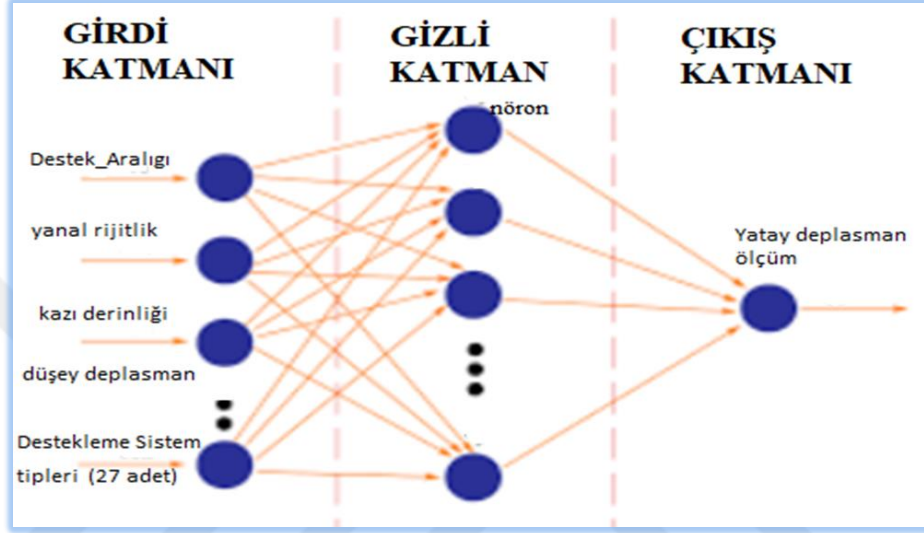 GİRDİ
KATMANI
GİZLİ
KATMAN
ÇIKIŞ
KATMANI
nöron
Destek_Aralıgı
yanal rijitlik
kazı derinliği
düşey deplasman
Destekleme Sistem
tipleri (27 adet)
Yatay deplasman
ölçüm